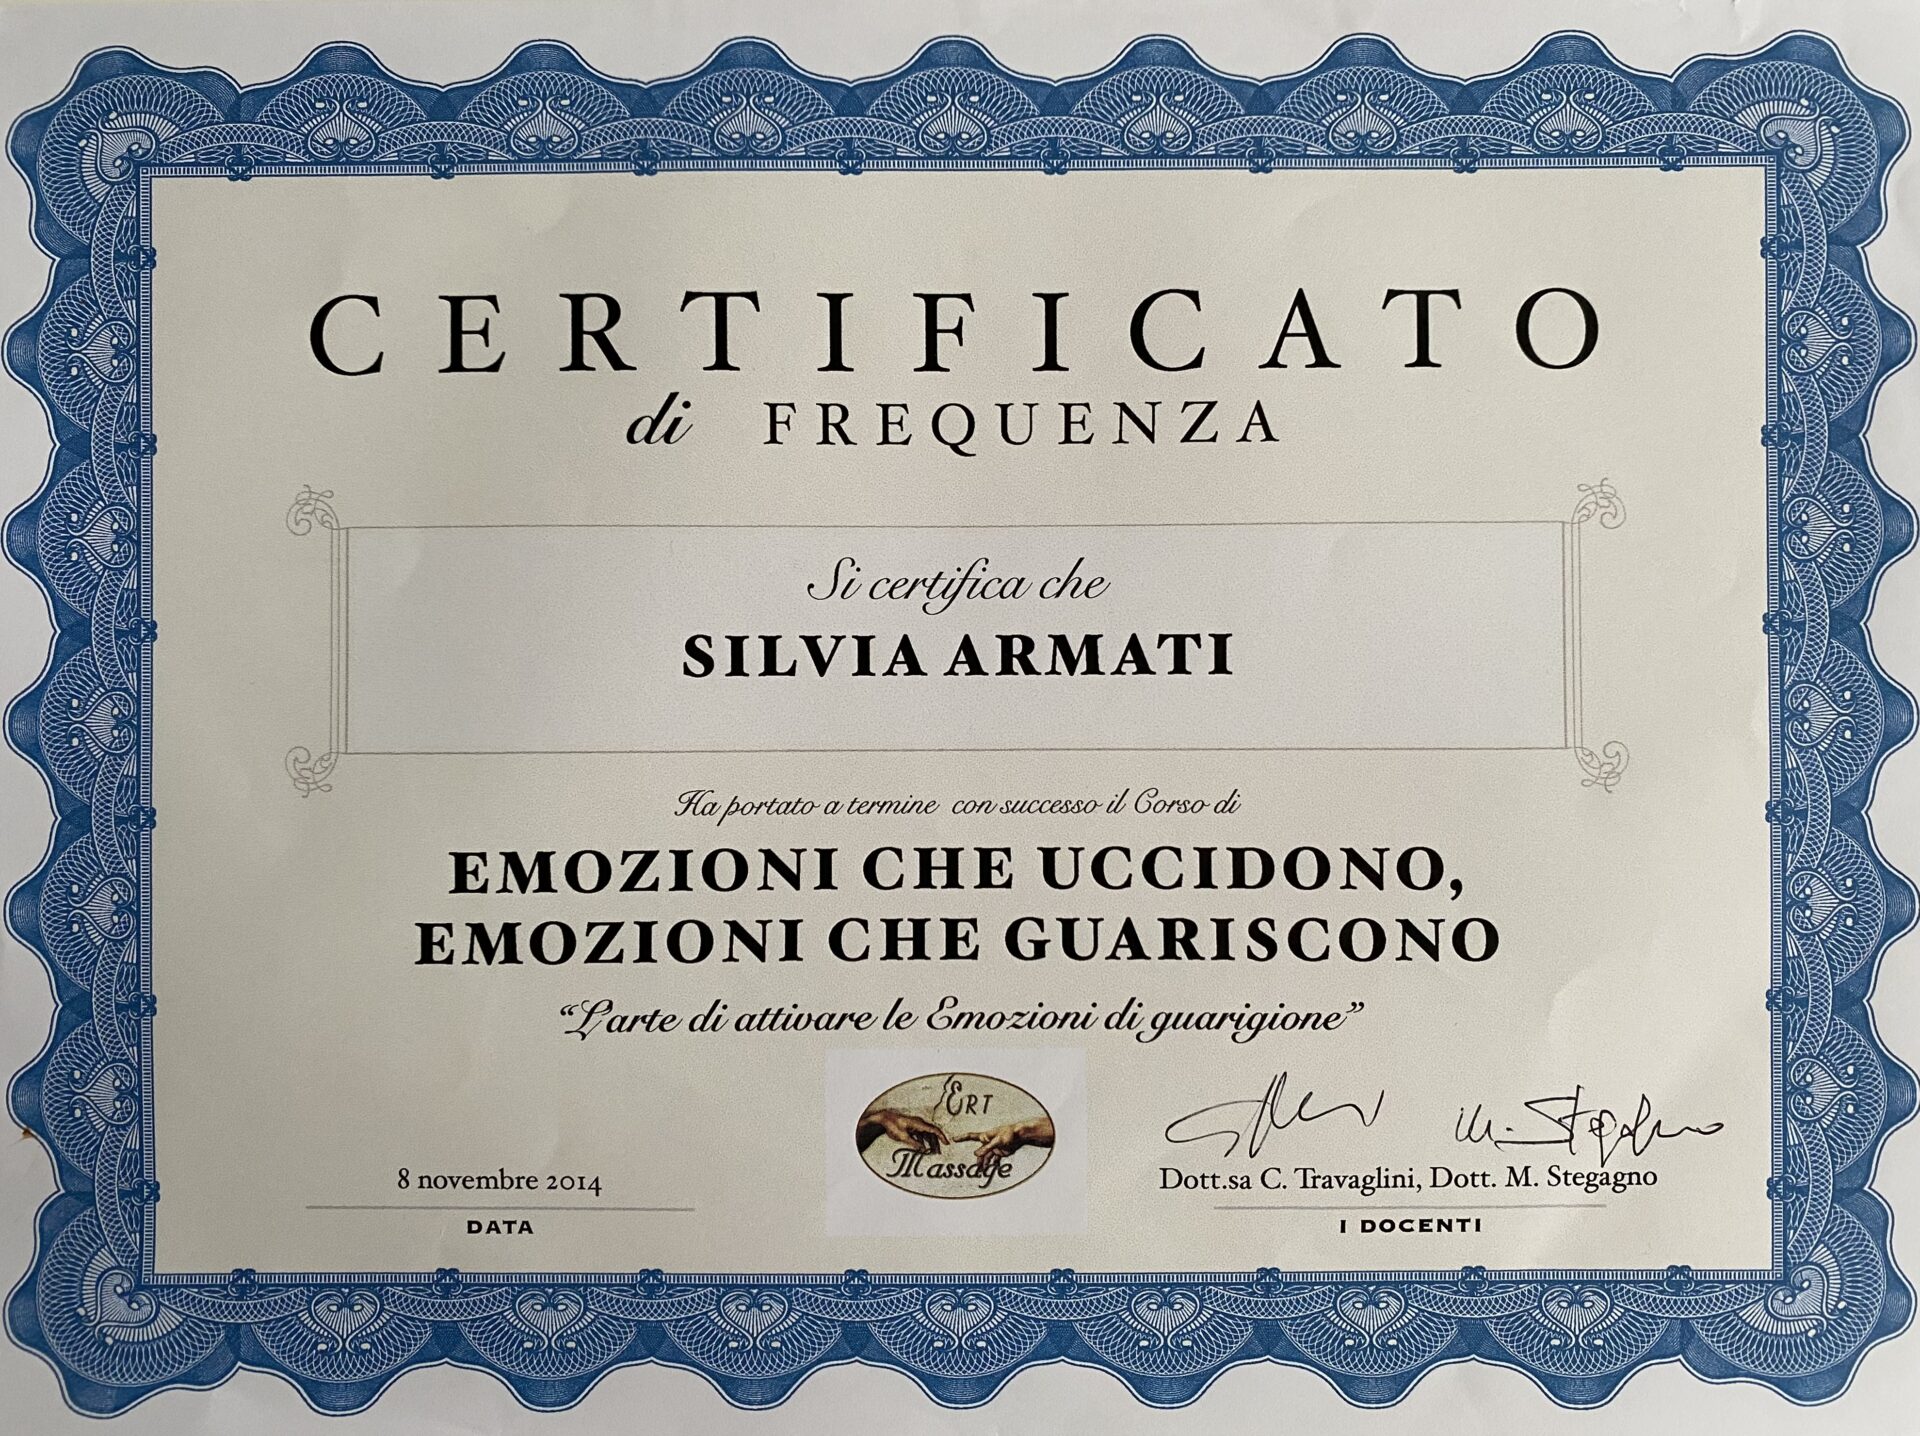 CERTIFICATO
di FREQUENZA
Si certifica che
SILVIA ARMATI
Ha portato a termine con successo il Corso di
EMOZIONI CHE UCCIDONO,
EMOZIONI CHE GUARISCONO
"L'arte di attivare le Emozioni di guarigione"
ERT
Massage
8 novembre 2014
DATA
M. Stegagno
Dott.sa C. Travaglini, Dott. M. Stegagno
I DOCENTI